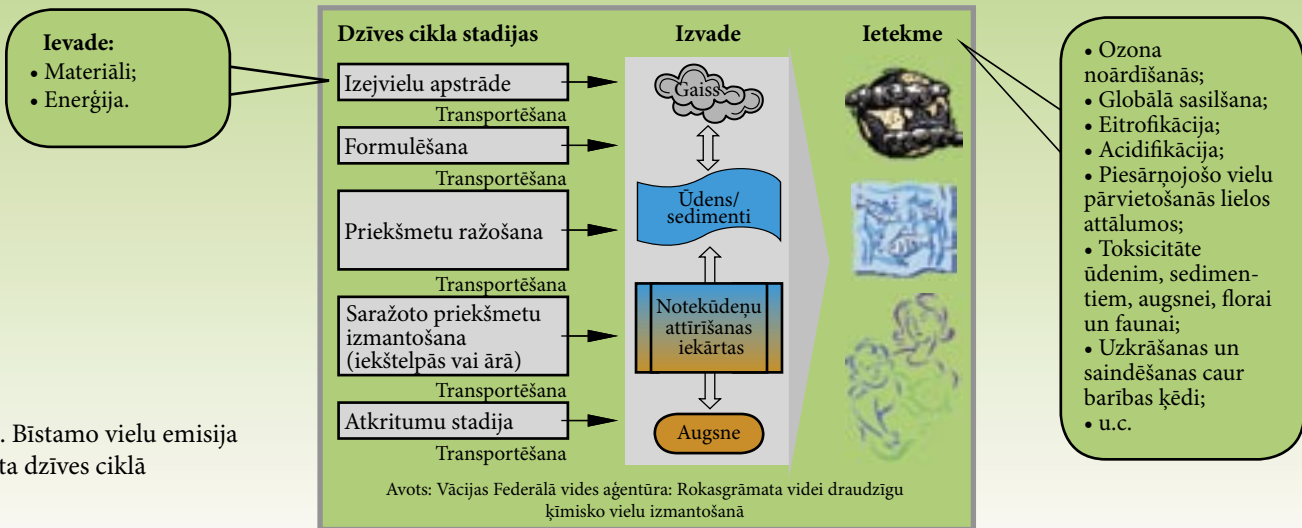 Ievade:
• Materiāli;
• Enerģija.
Dzīves cikla stadijas
Izejvielu apstrāde
Transportēšana
Formulēšana
Transportēšana
Priekšmetu ražošana
Transportēšana
Saražoto priekšmetu
izmantošana
(iekštelpās vai ārā)
Transportēšana
Atkritumu stadija
Transportēšana
Izvade
Gaiss
Ūdens/
sedimenti
Notekūdeņu
attīrīšanas
iekārtas
Augsne
Ietekme
• Ozona
noārdīšanās;
• Globālā sasilšana;
• Eitrofikācija;
• Acidifikācija;
• Piesārņojošo vielu
pārvietošanās lielos
attālumos;
• Toksicitāte
ūdenim, sedimen-
tiem, augsnei, florai
un faunai;
• Uzkrāšanas un
saindēšanas caur
barības ķēdi;
• u.c.
. Bīstamo vielu emisija
ta dzīves ciklā
Avots: Vācijas Federālā vides aģentūra: Rokasgrāmata videi draudzīgu
ķīmisko vielu izmantošanā